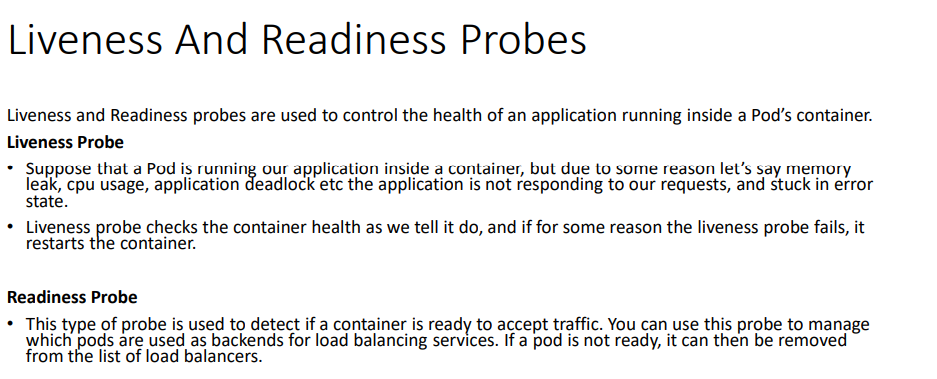 Liveness And Readiness Probes
Liveness and Readiness probes are used to control the health of an application running inside a Pod's container.
Liveness Probe
• Suppose that a Pod is running our application inside a container, but due to some reason let's say memory
leak, cpu usage, application deadlock etc the application is not responding to our requests, and stuck in error
state.
• Liveness probe checks the container health as we tell it do, and if for some reason the liveness probe fails, it
restarts the container.
Readiness Probe
• This type of probe is used to detect if a container is ready to accept traffic. You can use this probe to manage
which pods are used as backends for load balancing services. If a pod is not ready, it can then be removed
from the list of load balancers.